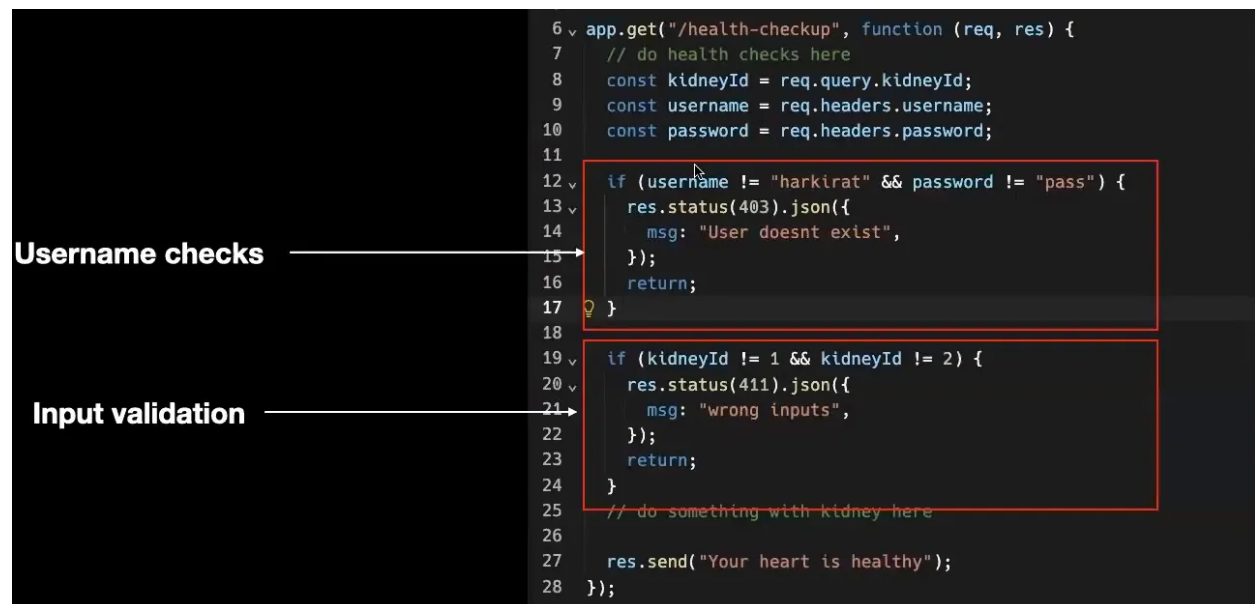 6 app.get("/health-checkup", function (req, res) {
7 // do health checks here
8 const kidneyId = req.query.kidneyId;
9 const username = req.headers.username;
10 const password = req.headers.password;
11
12 if (username != "harkirat" && password != "pass") {
13 res.status(403).json({
14 msg: "User doesnt exist",
Username checks
15 });
16 return;
17 }
18
19 if (kidneyId != 1 && kidneyId != 2) {
20 res.status(411).json({
Input validation
21 msg: "wrong inputs",
22 });
23 return;
24 }
25 // do something with kidney here
26
27 res.send("Your heart is healthy");
28 });